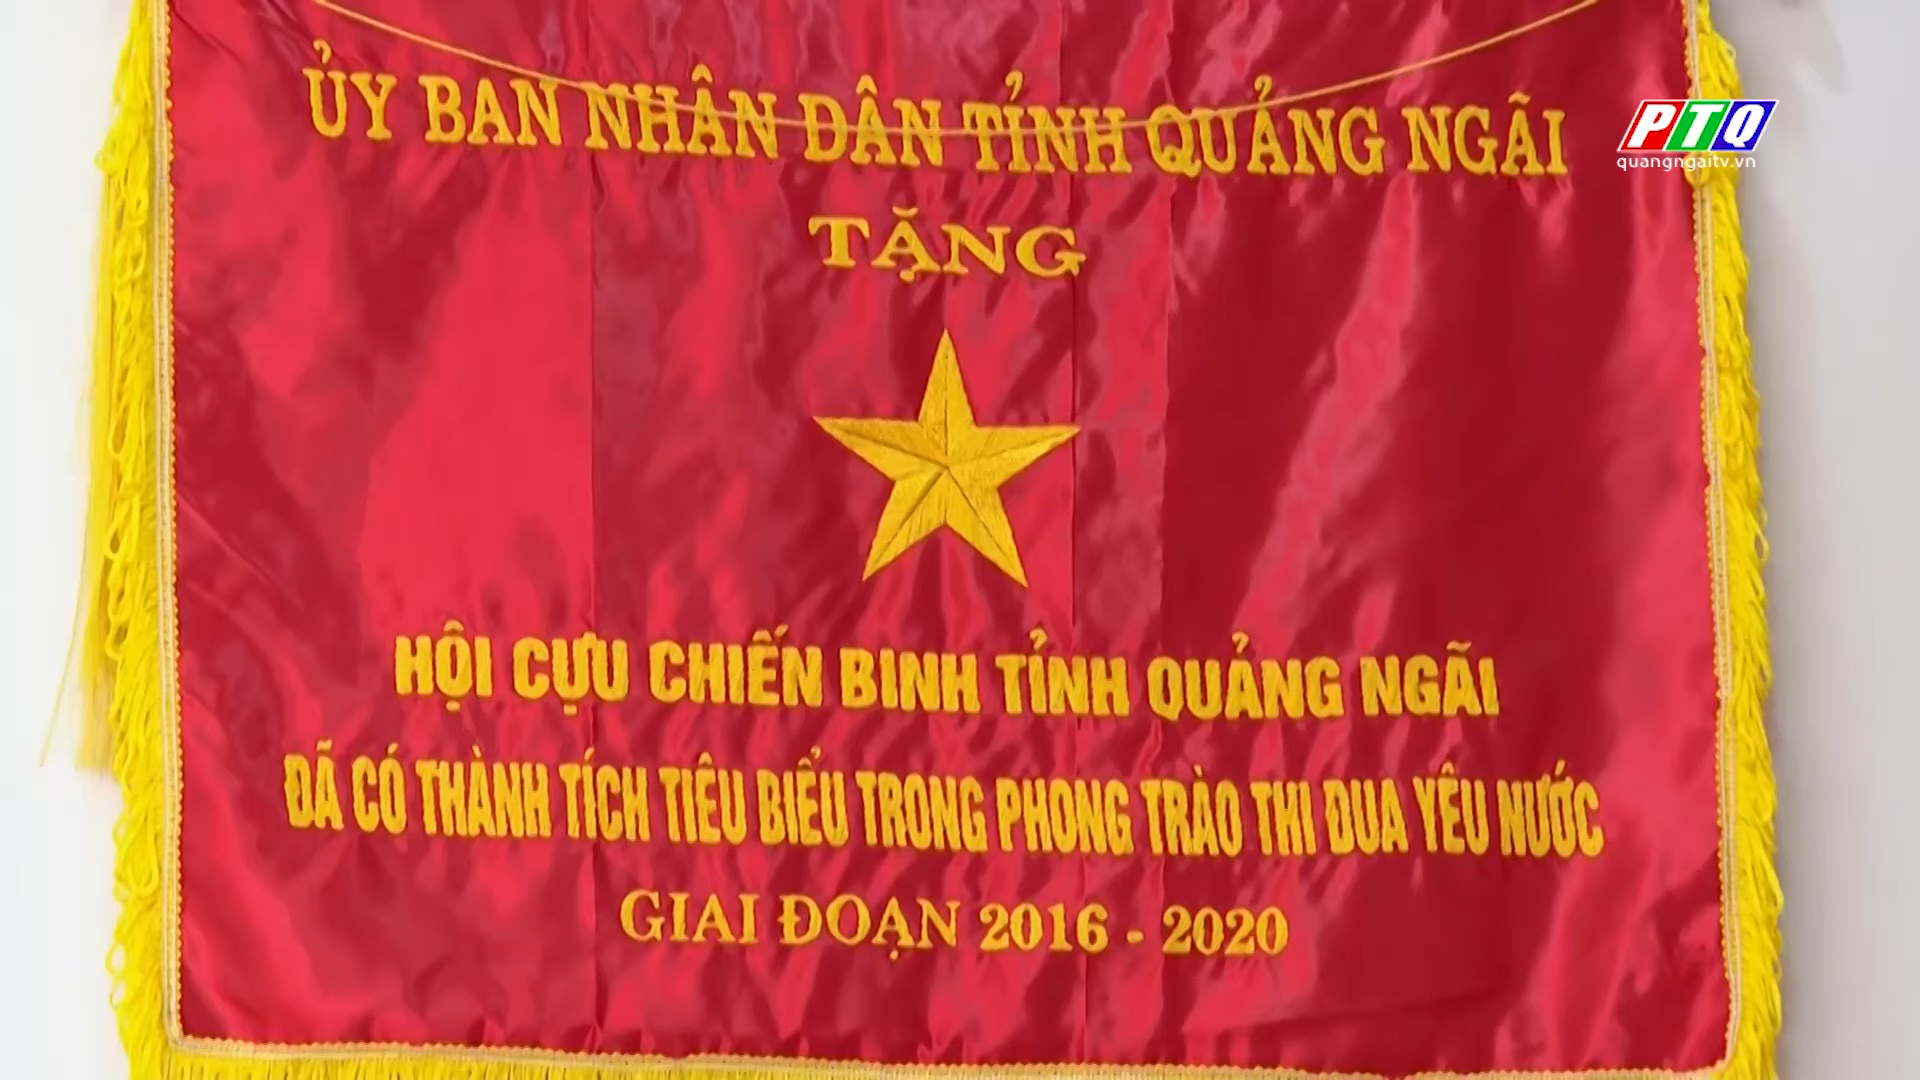 ỦY BAN NHÂN DÂN TỈNH QUẢNG NGÃI
PTQ
quangngaitv.vn
TẶNG
HỘI CỰU CHIẾN BINH TỈNH QUẢNG NGÃI
ĐÃ CÓ THÀNH TÍCH TIÊU BIỂU TRONG PHONG TRÀO THI ĐUA YÊU NƯỚC
GIAI ĐOẠN 2016 - 2020